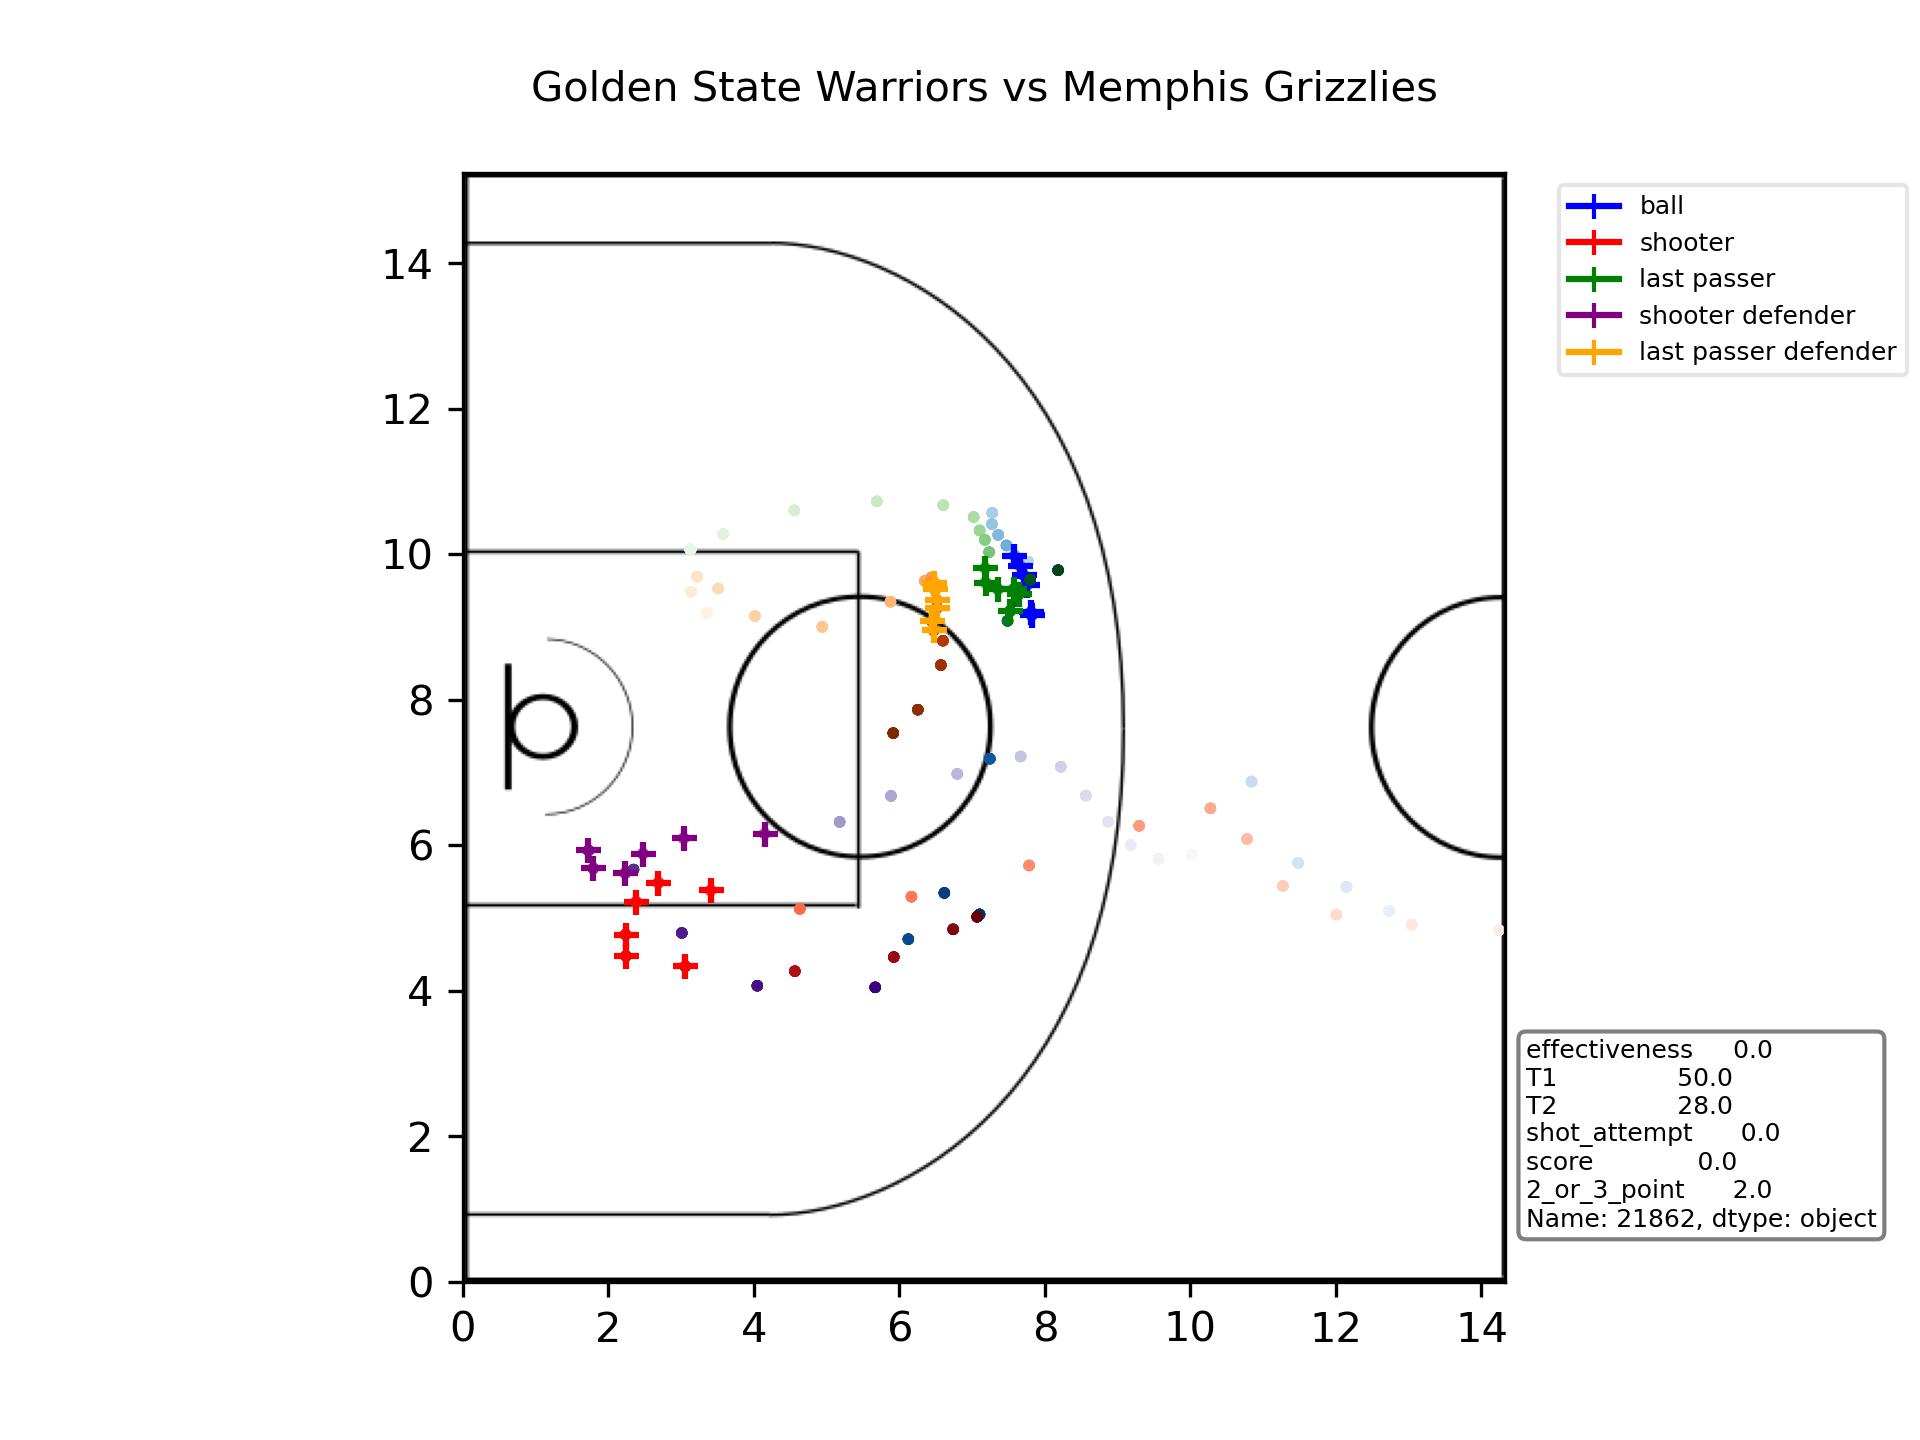 Golden State Warriors vs Memphis Grizzlies
ball
shooter
last passer
shooter defender
last passer defender
14
12
10
8
6
4
2
0
0 2 4 6 8 10 12 14
effectiveness 0.0
T1 50.0
T2 28.0
shot_attempt 0.0
score 0.0
2_or_3_point 2.0
Name: 21862, dtype: object